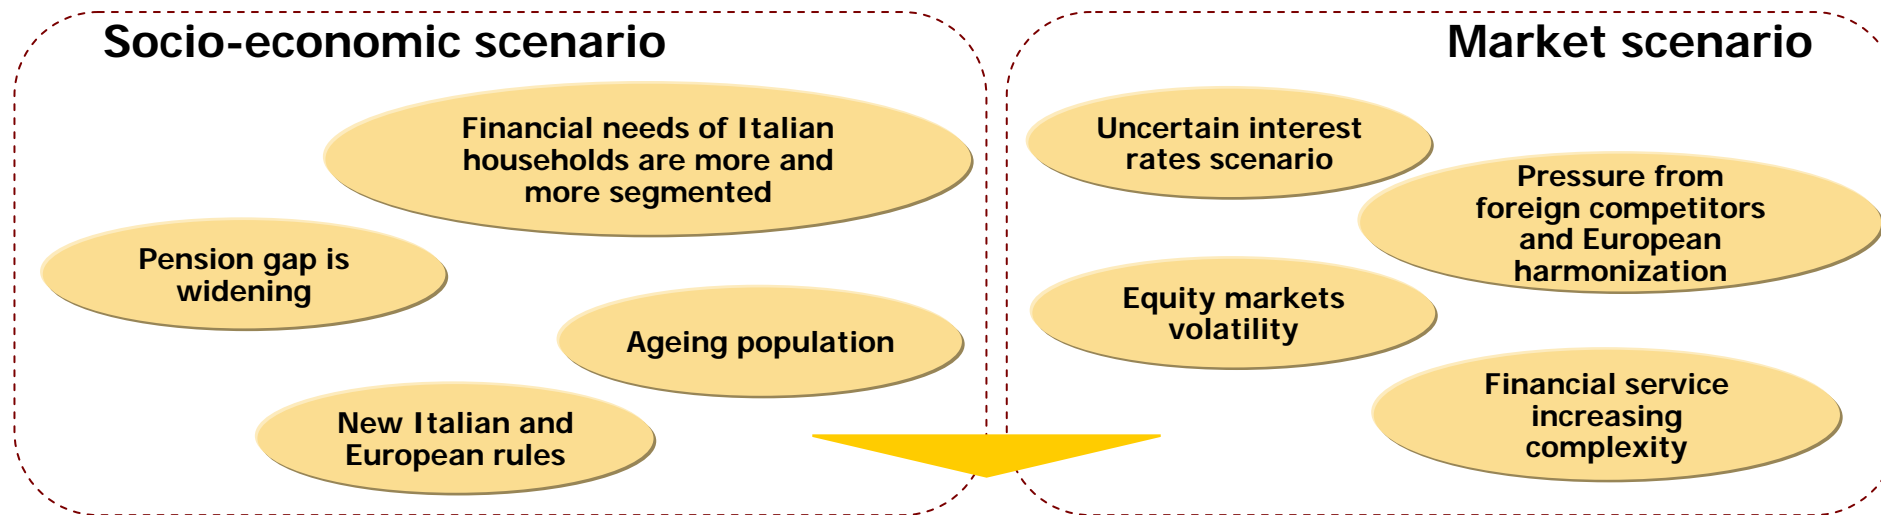 Socio-economic scenario
Financial needs of Italian
households are more and
more segmented
Pension gap is
widening
Ageing population
New Italian and
European rules
Market scenario
Uncertain interest
rates scenario
Pressure from
foreign competitors
and European
harmonization
Equity markets
volatility
Financial service
increasing
complexity